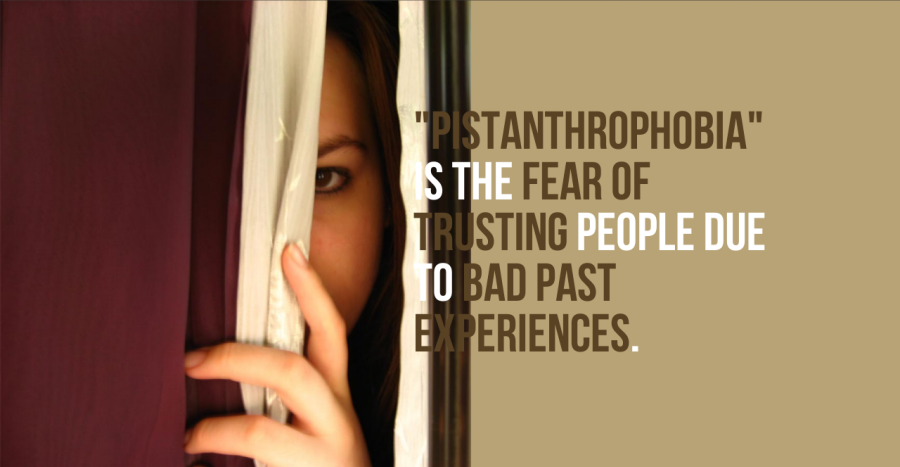 "PISTANTHROPHOBIA"
IS THE FEAR OF
TRUSTING PEOPLE DUE
TO BAD PAST
EXPERIENCES.